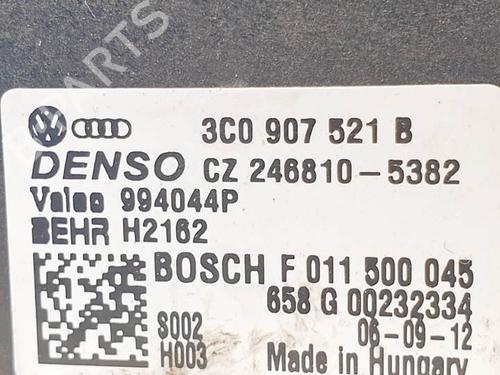 3C0 907 521 B
DENSO CZ 246810-5382
Valeo 994044P
BEHR H2162
BOSCH F 011 500 045
658 G 00232334
S002 06-09-12
H003 Made in Hungary